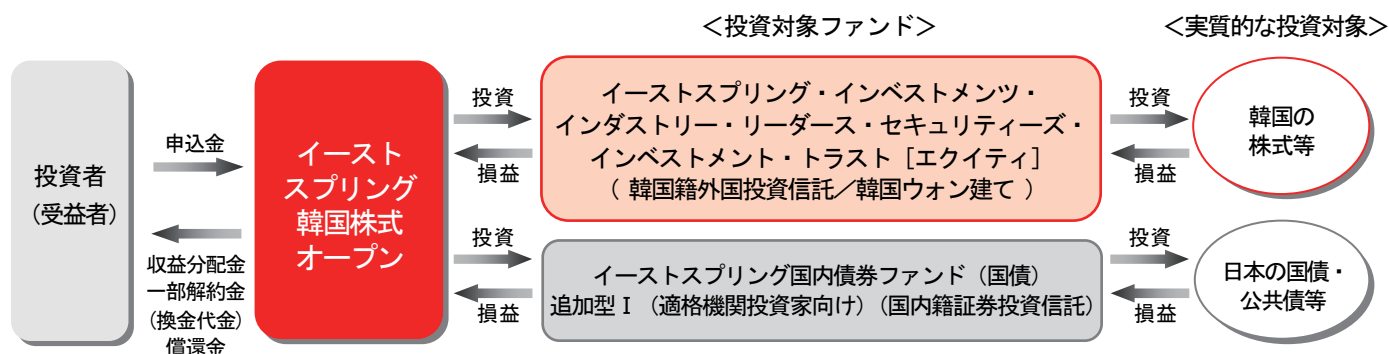 ＜投資対象ファンド＞
＜実質的な投資対象＞
投資者
（受益者）
申込金
収益分配金
一部解約金
（換金代金）
償還金
イースト
スプリング
韓国株式
オープン
投資
損益
イーストスプリング・インベストメンツ・
インダストリー・リーダース・セキュリティーズ・
インベストメント・トラスト［エクイティ］
（ 韓国籍外国投資信託／韓国ウォン建て ）
投資
損益
韓国の
株式等
投資
損益
イーストスプリング国内債券ファンド（国債）
追加型Ⅰ（適格機関投資家向け）（国内籍証券投資信託）
投資
損益
日本の国債・
公共債等